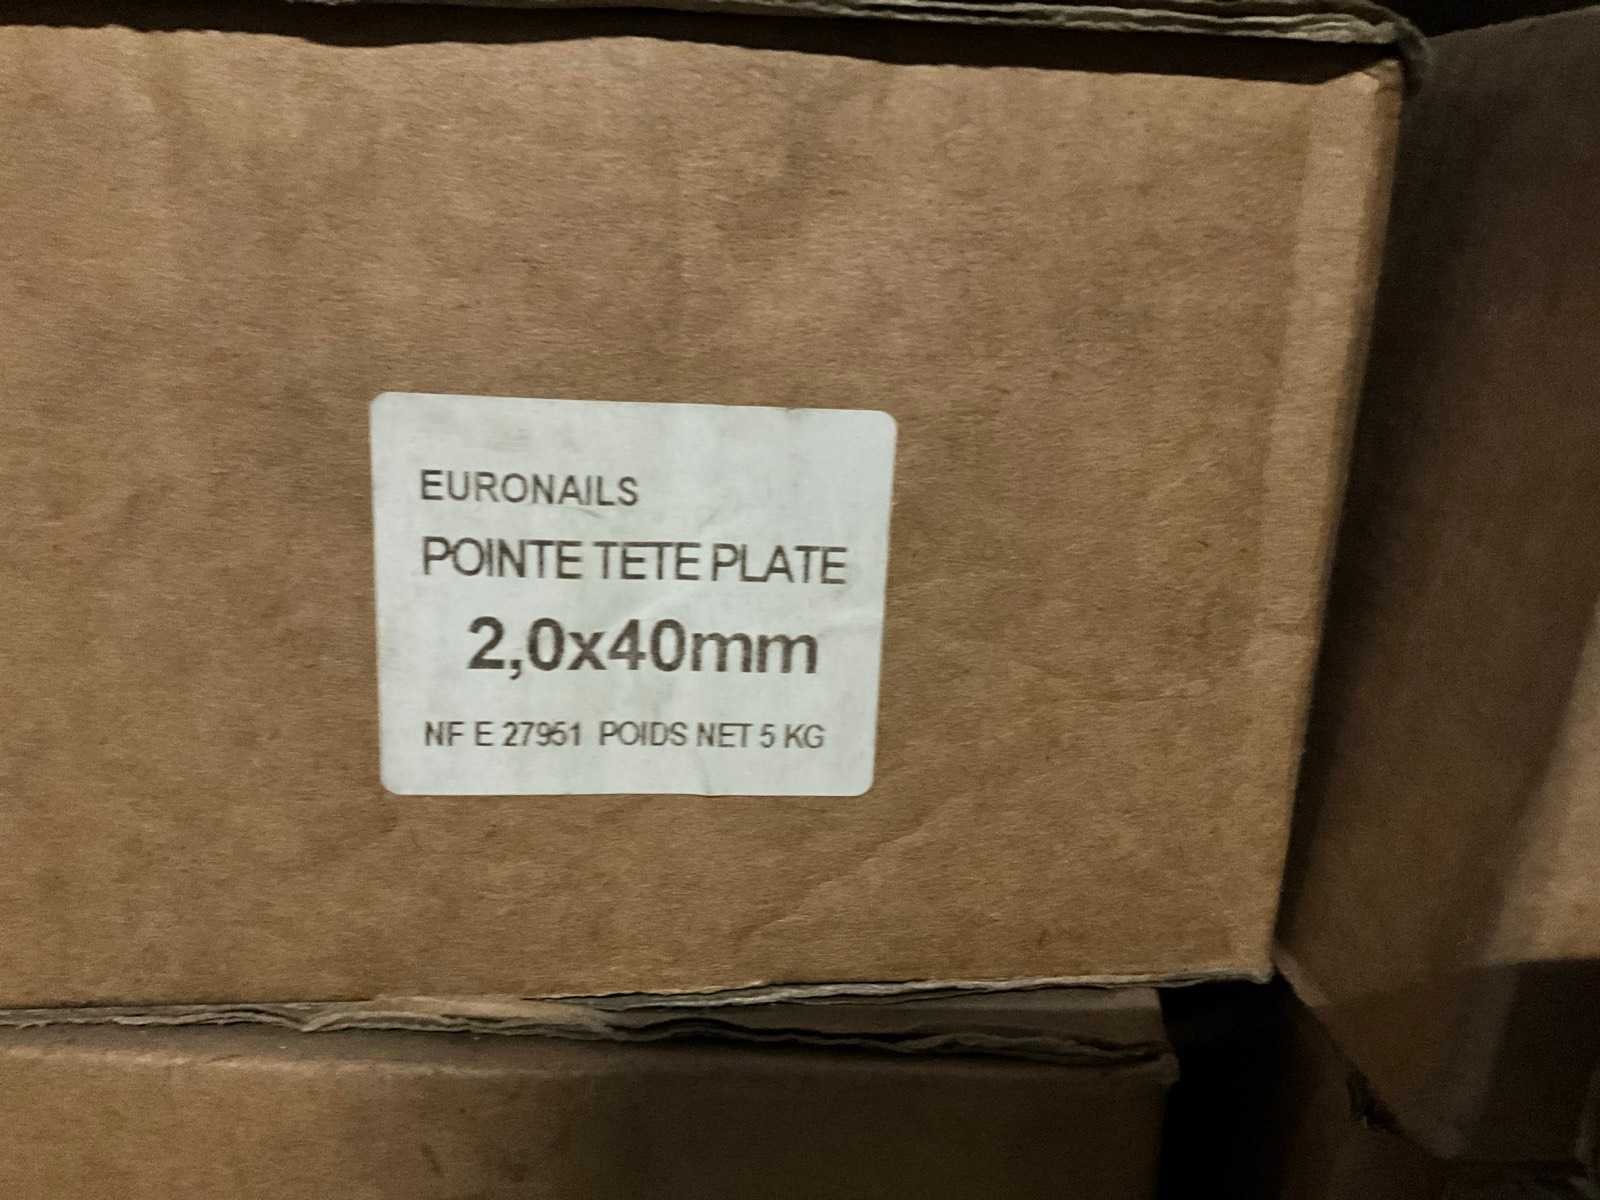 EURONAILS
POINTE TETE PLATE
2,0x40mm
NF E 27951 POIDS NET 5 KG